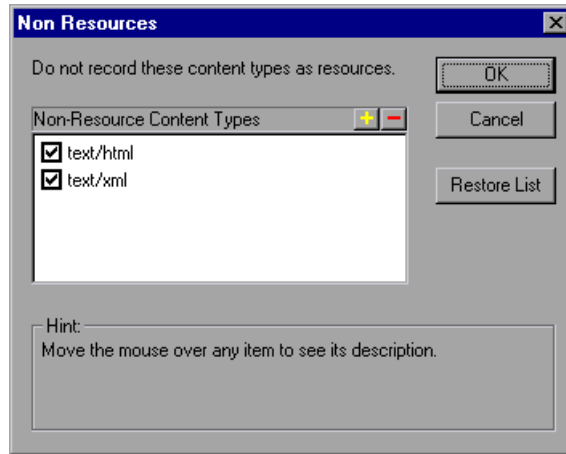 Non Resources
Do not record these content types as resources.
OK
Non-Resource Content Types
Cancel
text/html
text/xml
Restore List
Hint:
Move the mouse over any item to see its description.